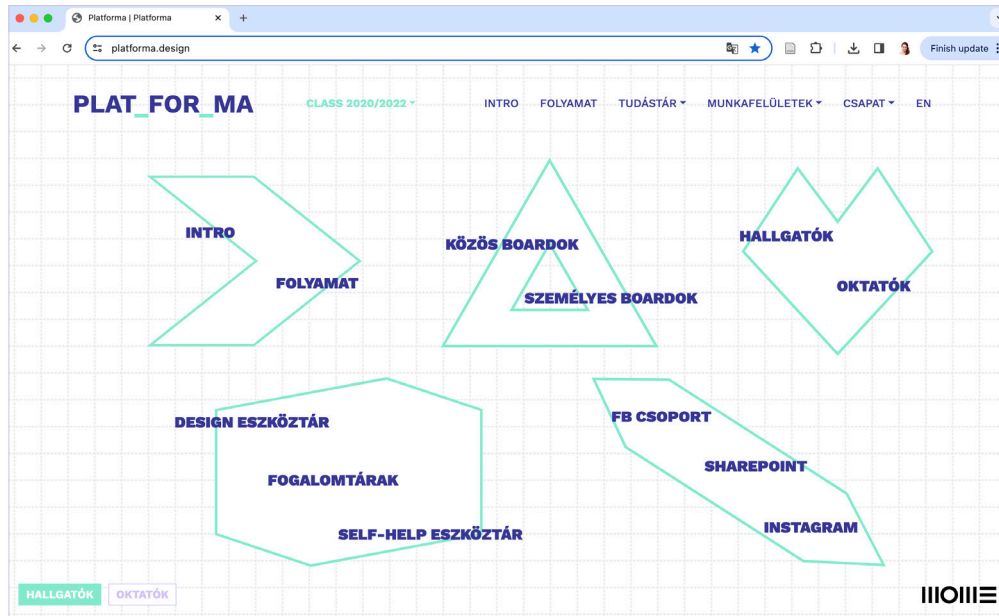 Platforma | Platforma
platforma.design
Finish update
PLAT_FOR_MA
CLASS 2020/2022
INTRO
FOLYAMAT
TUDÁSTÁR
MUNKAFELÜLETEK
CSAPAT
EN
INTRO
FOLYAMAT
KÖZÖS BOARDOK
SZEMÉLYES BOARDOK
HALLGATÓK
OKTATÓK
DESIGN ESZKÖZTÁR
FOGALOMTÁRAK
SELF-HELP ESZKÖZTÁR
FB CSOPORT
SHAREPOINT
INSTAGRAM
HALLGATÓK
OKTATÓK
MOME